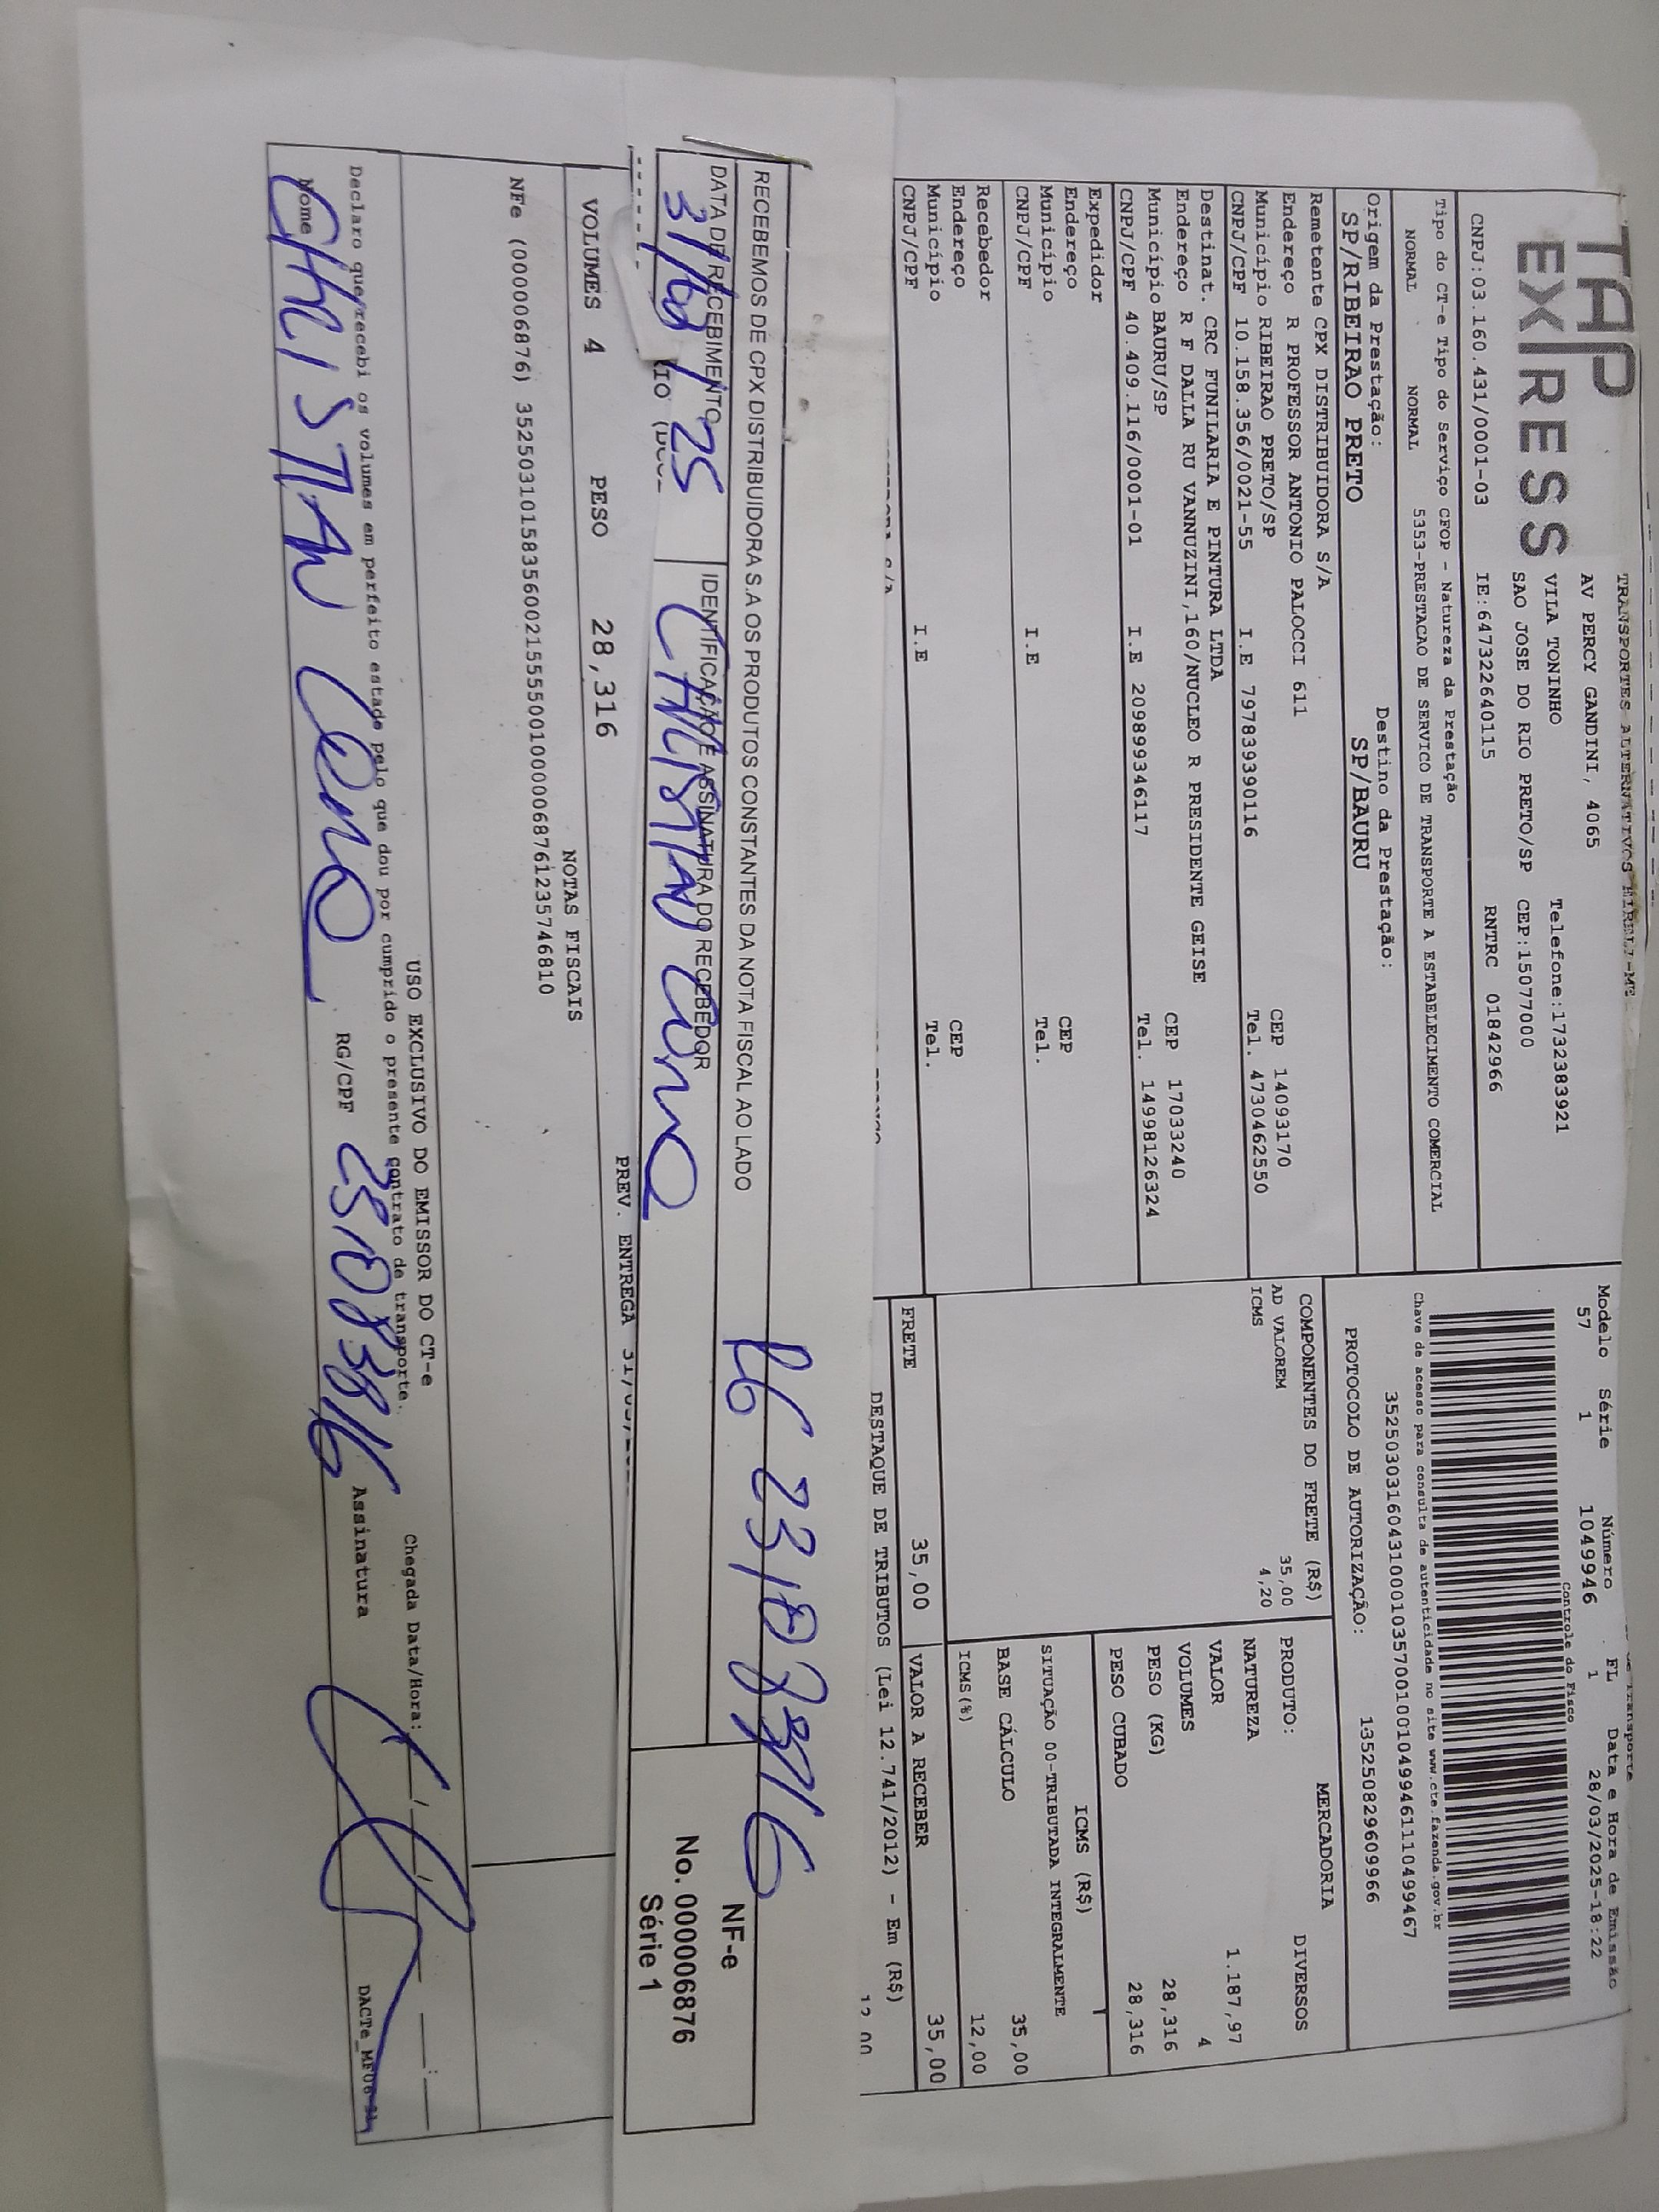 TRANSPORTES ALTERNATIVOS EIRELI-ME
TAP
EXPRESS
AV PERCY GANDINI, 4065
VILA TONINHO Telefone:1732383921
SAO JOSE DO RIO PRETO/SP CEP:15077000
CNPJ:03.160.431/0001-03 IE:647322640115 RNTRC 01842966
Modelo Série Número FL Data e Hora de Emissão
57 1 104946 1 28/03/2025-18:22
Controle do Fisco
Chave de acesso para consulta de autenticidade no site www.cte.fazenda.gov.br
35250303160431000103570010010499461110499467
PROTOCOLO DE AUTORIZAÇÃO: 135250829609966
Tipo do CT-e Tipo do Serviço CFOP - Natureza da Prestação
NORMAL NORMAL 5353-PRESTACAO DE SERVICO DE TRANSPORTE A ESTABELECIMENTO COMERCIAL
Origem da Prestação: Destino da Prestação:
SP/RIBEIRAO PRETO SP/BAURU
Remetente CPX DISTRIBUIDORA S/A
Endereço R PROFESSOR ANTONIO PALOCCI 611 CEP 14093170
Município RIBEIRAO PRETO/SP Tel. 4730462550
CNPJ/CPF 10.158.356/0021-55 I.E 797839390116
Destinat. CRC FUNILARIA E PINTURA LTDA
Endereço R F DALLA RU VANNUZINI,160/NUCLEO R PRESIDENTE GEISE CEP 17033240
Município BAURU/SP Tel. 14998126324
CNPJ/CPF 40.409.116/0001-01 I.E 209899346117
Expedidor
Endereço CEP
Município Tel.
CNPJ/CPF I.E
Recebedor
Endereço CEP
Município Tel.
CNPJ/CPF I.E
COMPONENTES DO FRETE (R$)
AD VALOREM 35,00
ICMS 4,20
MERCADORIA
PRODUTO: DIVERSOS
NATUREZA
VALOR 1.187,97
VOLUMES 4
PESO (KG) 28,316
PESO CUBADO 28,316
ICMS (R$)
SITUAÇÃO 00-TRIBUTADA INTEGRALMENTE
BASE CÁLCULO 35,00
ICMS(%) 12,00
FRETE 35,00 VALOR A RECEBER 35,00
DESTAQUE DE TRIBUTOS (Lei 12.741/2012) - Em (R$) 12,00
RG 231083816
RECEBEMOS DE CPX DISTRIBUIDORA S.A OS PRODUTOS CONSTANTES DA NOTA FISCAL AO LADO
DATA DE RECEBIMENTO IDENTIFICAÇÃO E ASSINATURA DO RECEBEDOR
NF-e
No. 000006876
Série 1
PREV. ENTREGA
VOLUMES 4 PESO 28,316
NOTAS FISCAIS
NFe (000006876) 35250310158356002155550010000068761235746810
USO EXCLUSIVO DO EMISSOR DO CT-e
Declaro que recebi os volumes em perfeito estado pelo que dou por cumprido o presente contrato de transporte.
Chegada Data/Hora:
Nome RG/CPF 231083816 Assinatura
DACTe_MF06